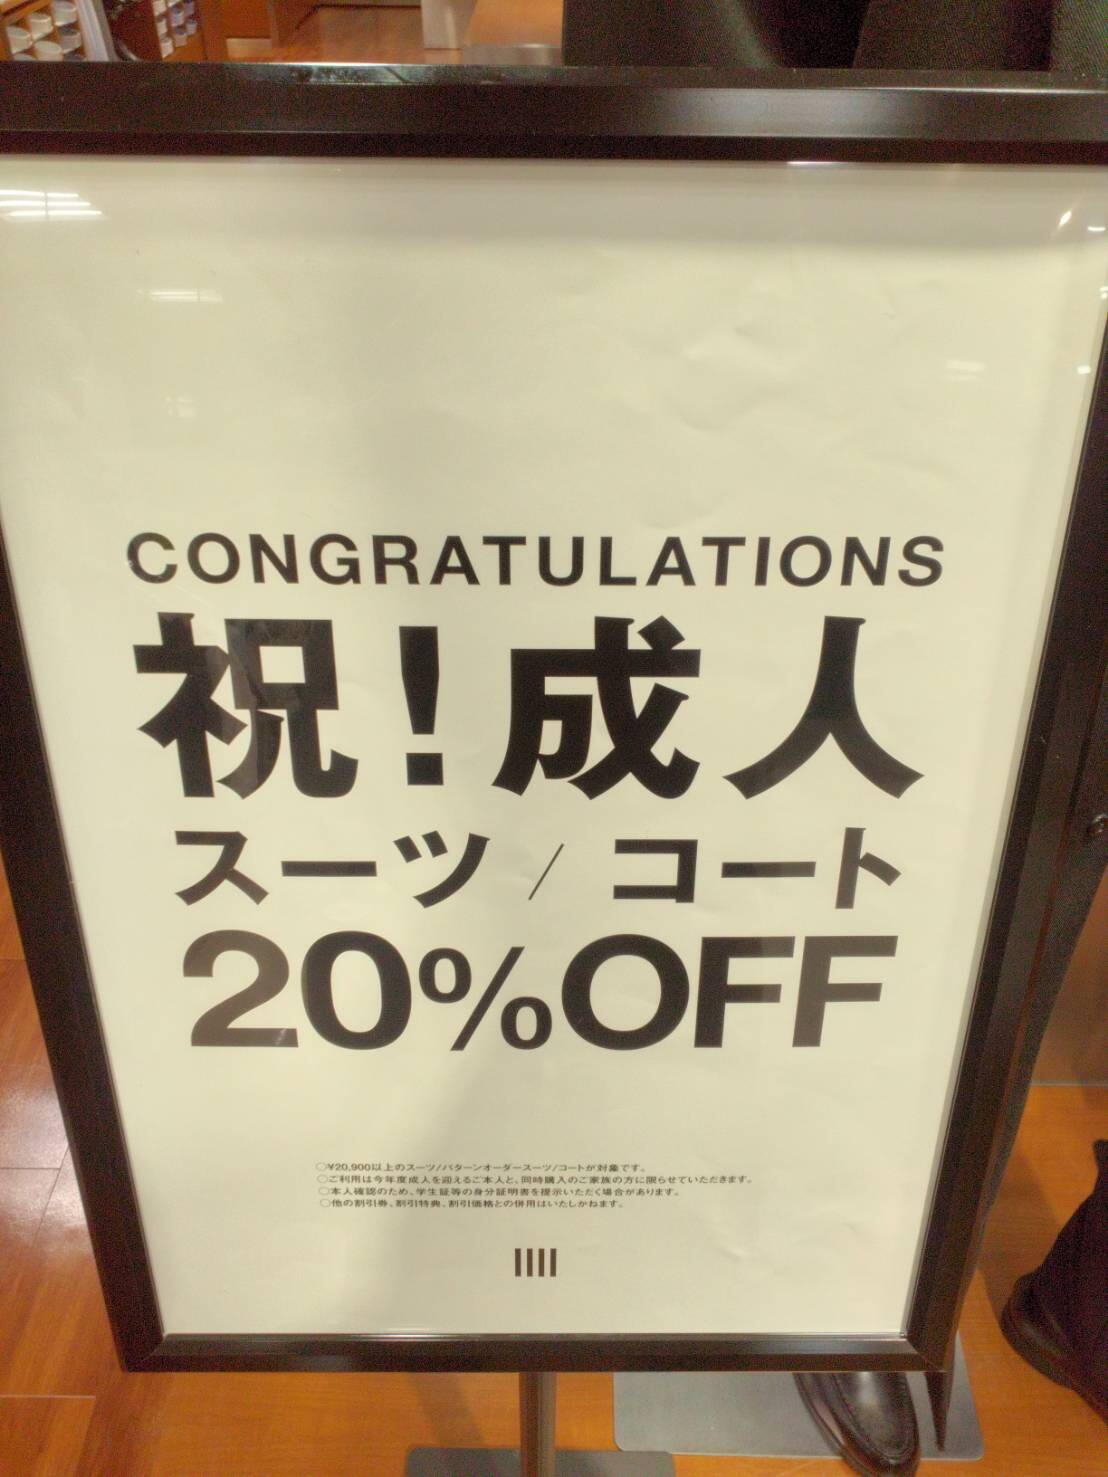 CONGRATULATIONS
祝!成人
スーツ/コート
20%OFF
○¥20,900以上のスーツ/パターンオーダースーツ/コートが対象です。
○ご利用は今年度成人を迎えるご本人と、同時購入のご家族の方に限らせていただきます。
○本人確認のため、学生証等の身分証明書を提示いただく場合があります。
○他の割引券、割引特典、割引価格との併用はいたしかねます。